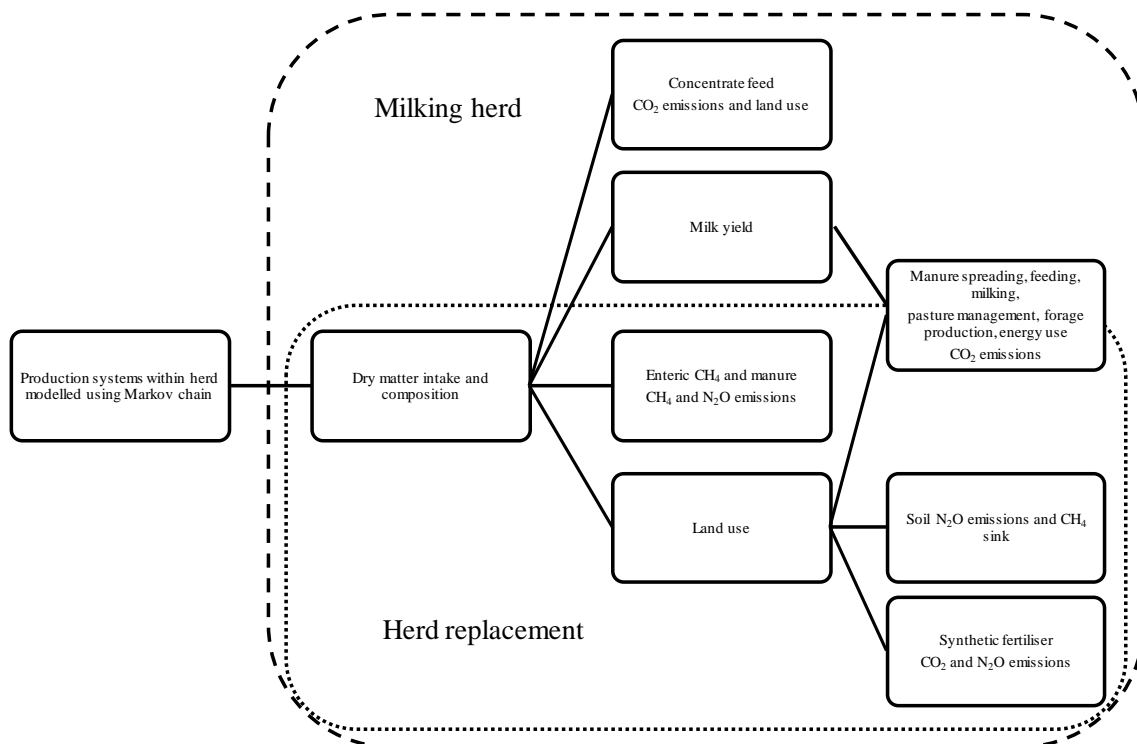 Concentrate feed
CO₂ emissions and land use
Milking herd
Milk yield
Manure spreading, feeding,
milking,
pasture management, forage
production, energy use
CO₂ emissions
Production systems within herd
modelled using Markov chain
Dry matter intake and
composition
Enteric CH₄ and manure
CH₄ and N₂O emissions
Land use
Soil N₂O emissions and CH₄
sink
Herd replacement
Synthetic fertiliser
CO₂ and N₂O emissions